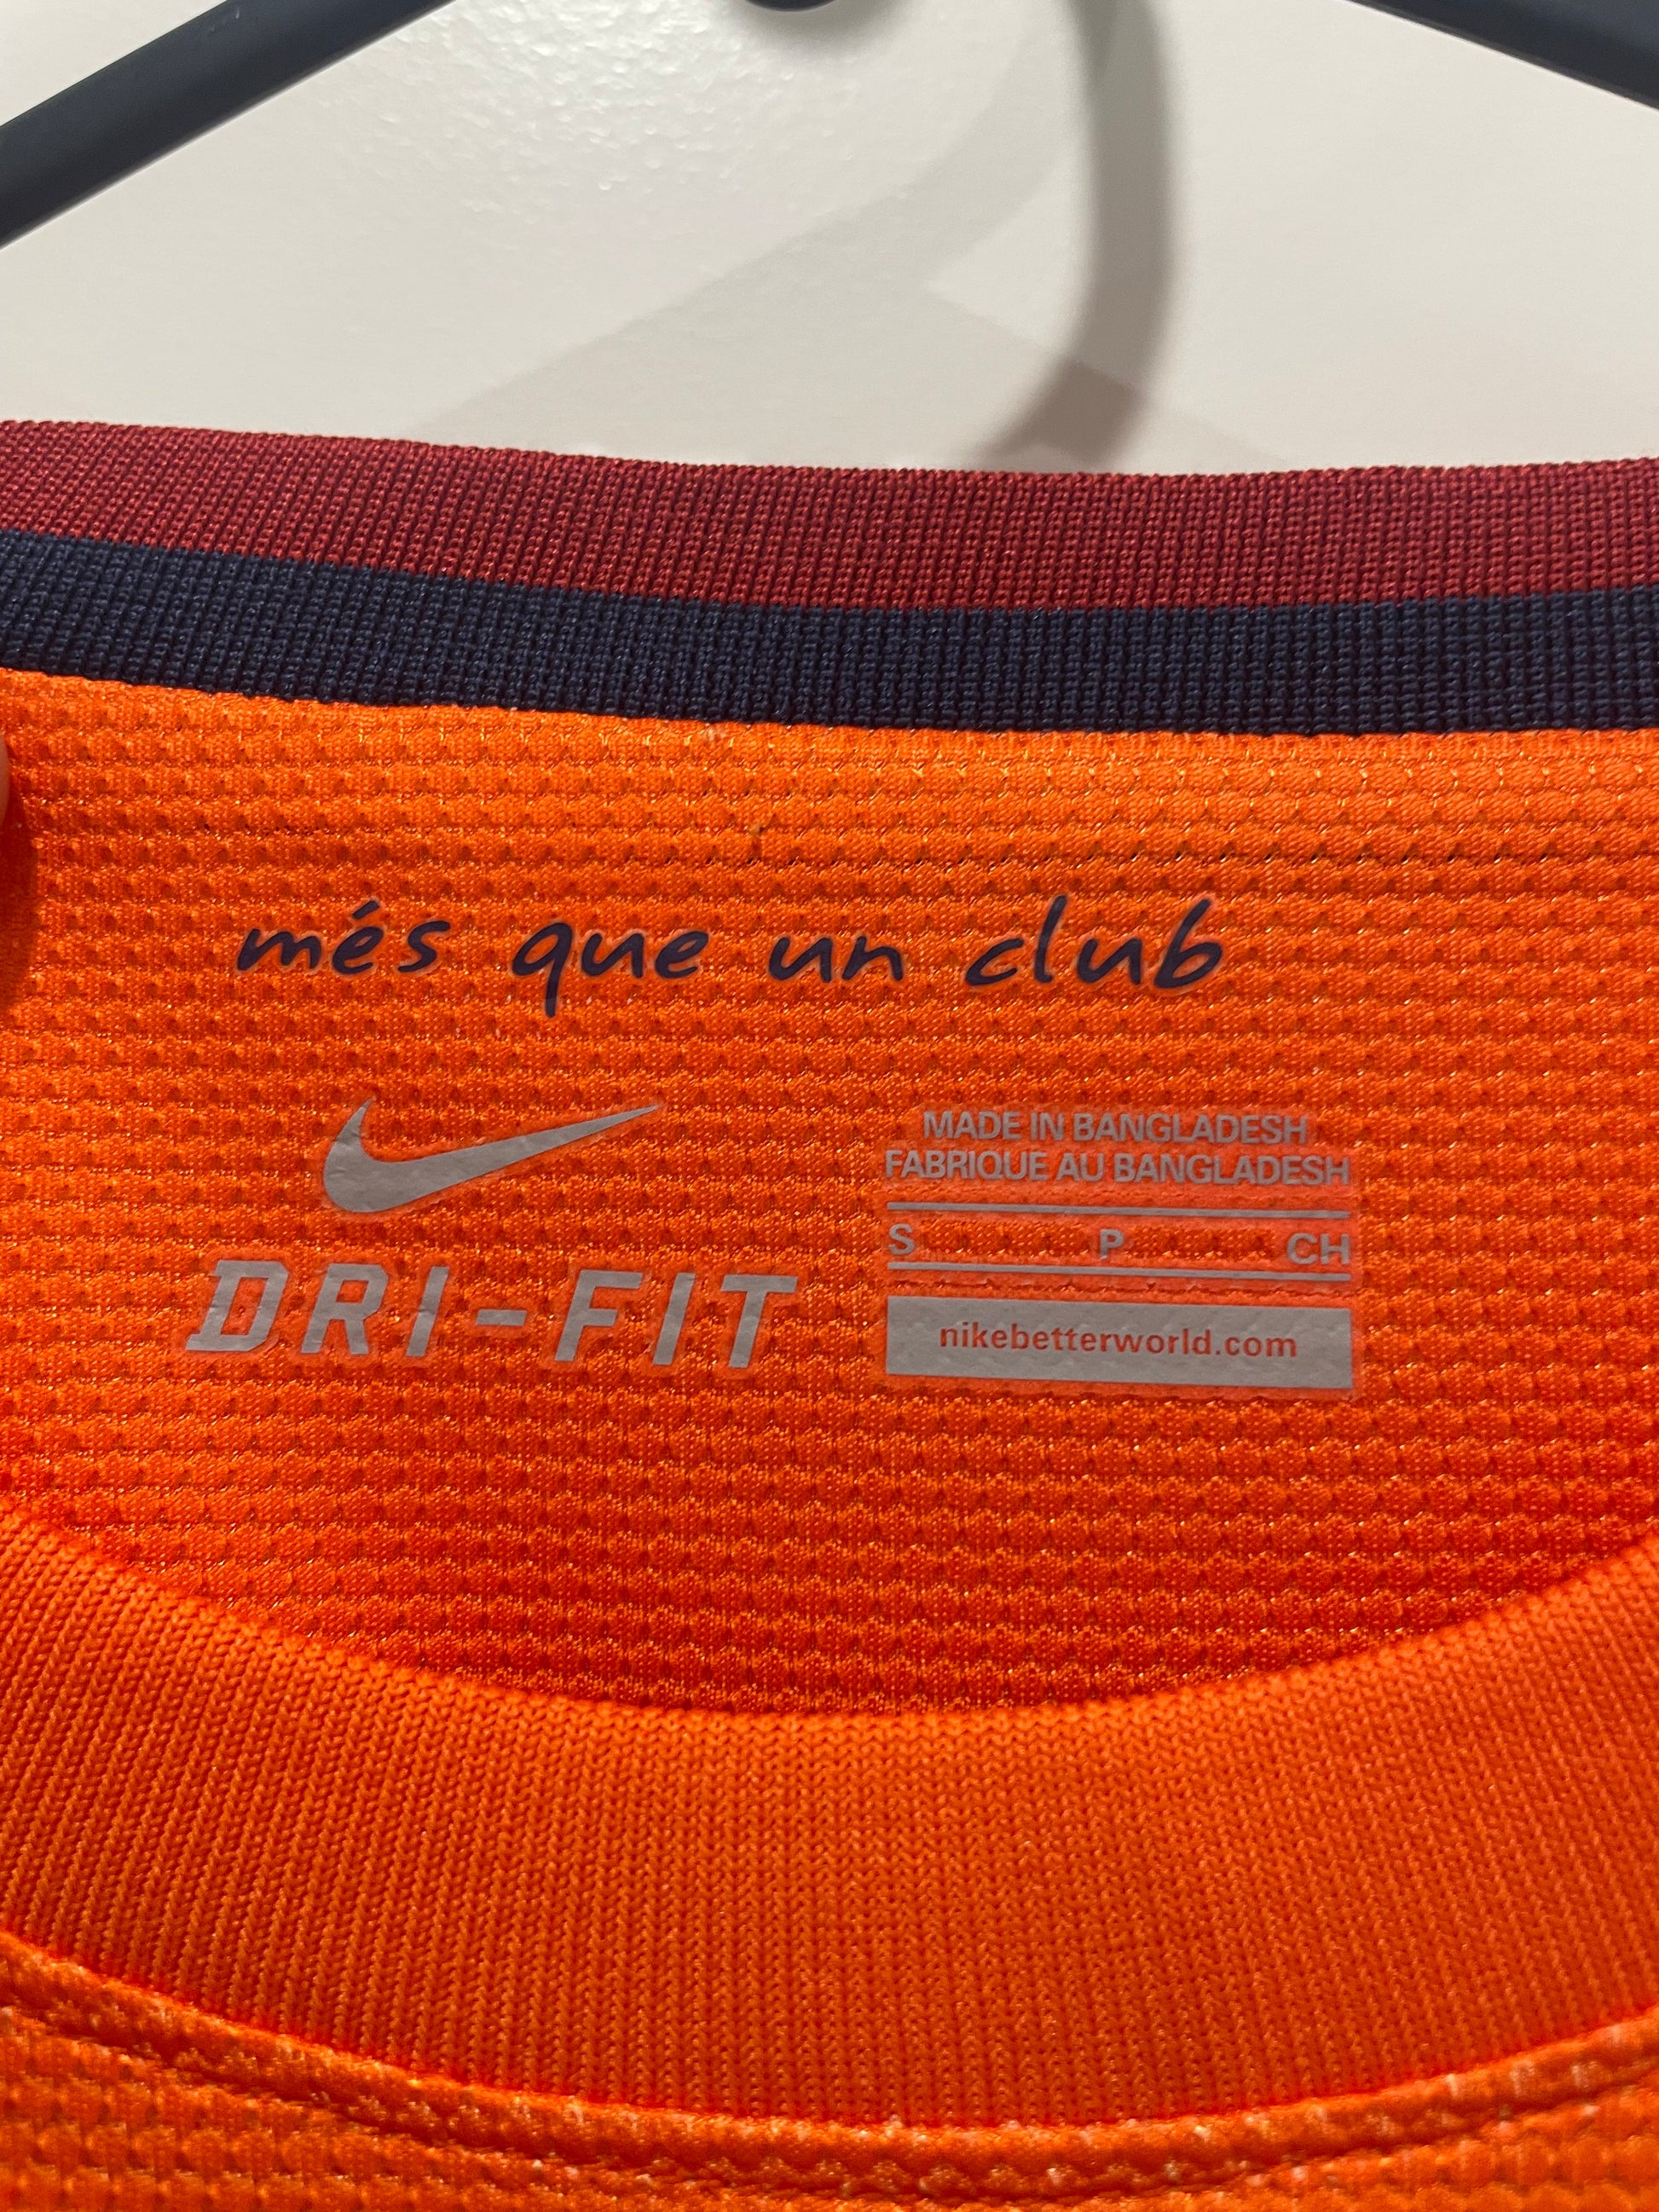 més que un club
DRI-FIT
MADE IN BANGLADESH
FABRIQUE AU BANGLADESH
S P CH
nikebetterworld.com